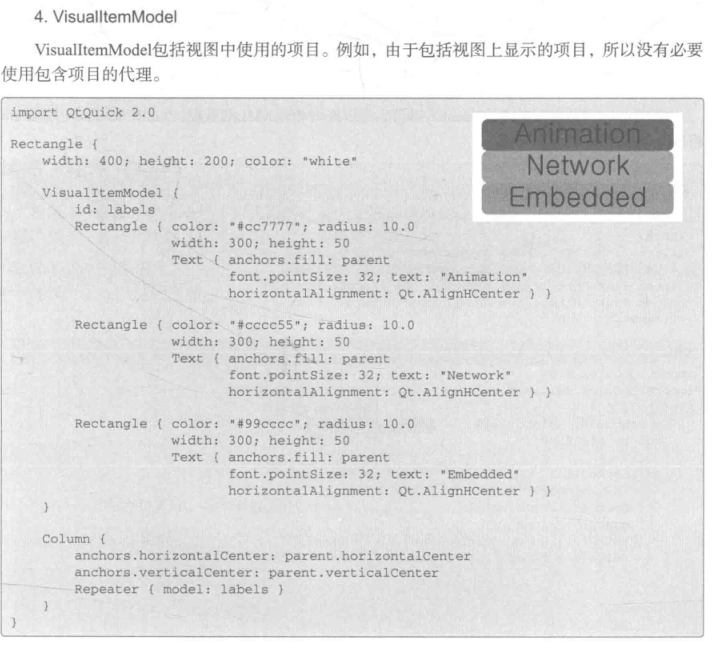 4. VisualItemModel
VisualItemModel包括视图中使用的项目。例如，由于包括视图上显示的项目，所以没有必要
使用包含项目的代理。
import QtQuick 2.0
Rectangle {
    width: 400; height: 200; color: "white"
    VisualItemModel {
        id: labels
        Rectangle { color: "#cc7777"; radius: 10.0
                    width: 300; height: 50
                    Text { anchors.fill: parent
                           font.pointSize: 32; text: "Animation"
                           horizontalAlignment: Qt.AlignHCenter } }
        Rectangle { color: "#cccc55"; radius: 10.0
                    width: 300; height: 50
                    Text { anchors.fill: parent
                           font.pointSize: 32; text: "Network"
                           horizontalAlignment: Qt.AlignHCenter } }
        Rectangle { color: "#99cccc"; radius: 10.0
                    width: 300; height: 50
                    Text { anchors.fill: parent
                           font.pointSize: 32; text: "Embedded"
                           horizontalAlignment: Qt.AlignHCenter } }
    }
    Column {
        anchors.horizontalCenter: parent.horizontalCenter
        anchors.verticalCenter: parent.verticalCenter
        Repeater { model: labels }
    }
}
Animation
Network
Embedded